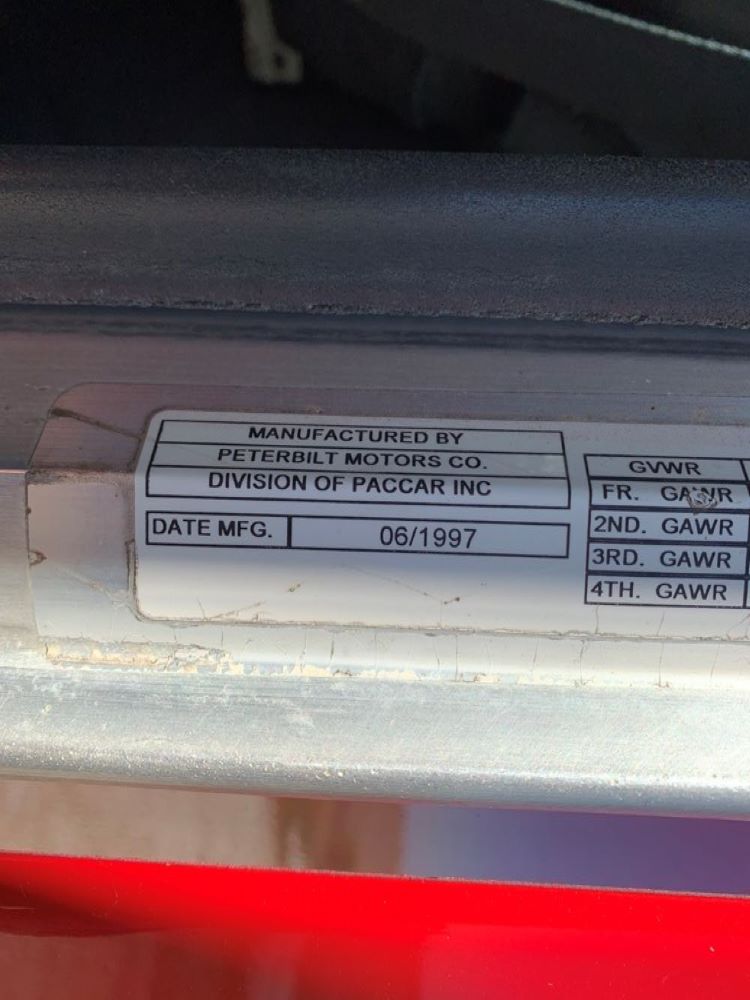 MANUFACTURED BY
PETERBILT MOTORS CO.
DIVISION OF PACCAR INC
DATE MFG. 06/1997
GVWR
FR. GAWR
2ND. GAWR
3RD. GAWR
4TH. GAWR